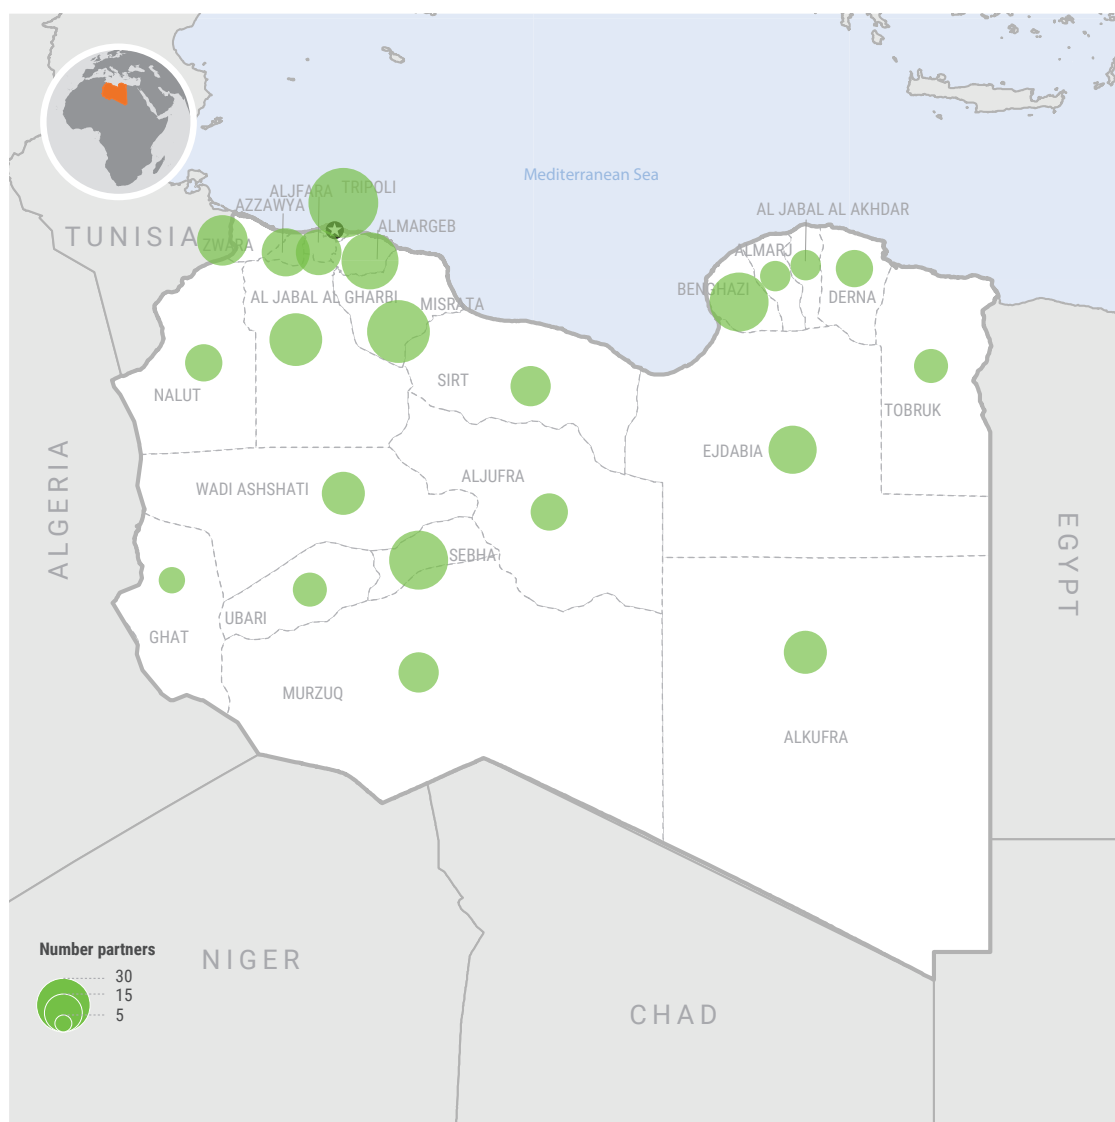 Mediterranean Sea
TRIPOLI
ALJFARA
AZZAWYA
AL JABAL AL AKHDAR
ALMARGEB
TUNISIA
ZWARA
ALMARJ
BENGHAZI
DERNA
AL JABAL AL GHARBI
MISRATA
SIRT
NALUT
TOBRUK
EJDABIA
ALJUFRA
WADI ASHSHATI
ALGERIA
EGYPT
SEBHA
UBARI
GHAT
MURZUQ
ALKUFRA
Number partners
30
15
5
NIGER
CHAD